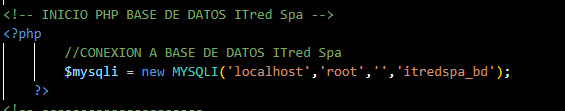 <!-- INICIO PHP BASE DE DATOS ITred Spa -->
<?php
//CONEXION A BASE DE DATOS ITred Spa
$mysqli = new MYSQLI('localhost','root','','itredspa_bd');
?>